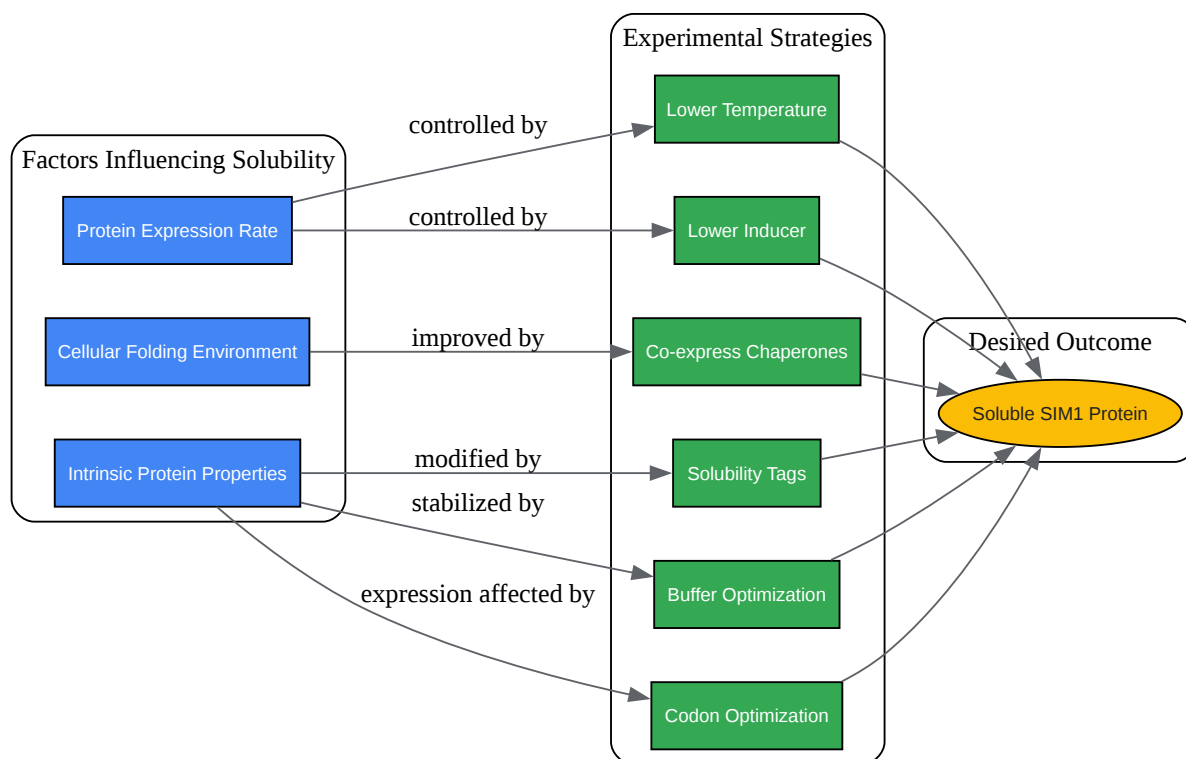 Experimental Strategies
Lower Temperature
controlled by
Factors Influencing Solubility
Protein Expression Rate
controlled by
Lower Inducer
Desired Outcome
Cellular Folding Environment
improved by
Co-express Chaperones
Soluble SIM1 Protein
Intrinsic Protein Properties
modified by
Solubility Tags
stabilized by
Buffer Optimization
expression affected by
Codon Optimization